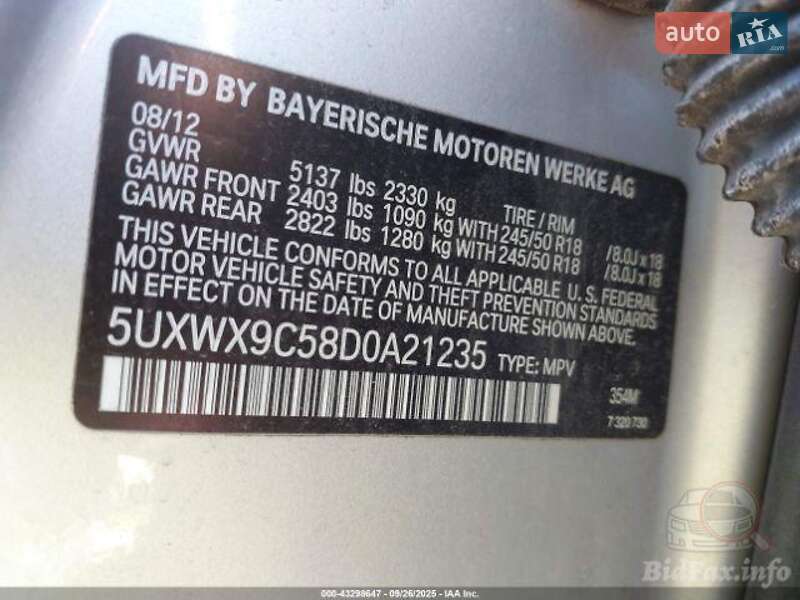 auto RIA
.com
MFD BY BAYERISCHE MOTOREN WERKE AG
08/12
GVWR 5137 lbs 2330 kg TIRE / RIM
GAWR FRONT 2403 lbs 1090 kg WITH 245/50 R18 /8.0J x 18
GAWR REAR 2822 lbs 1280 kg WITH 245/50 R18 /8.0J x 18
THIS VEHICLE CONFORMS TO ALL APPLICABLE U.S. FEDERAL
MOTOR VEHICLE SAFETY AND THEFT PREVENTION STANDARDS
IN EFFECT ON THE DATE OF MANUFACTURE SHOWN ABOVE.
5UXWX9C58D0A21235 TYPE: MPV
354M
7 320 730
BidFax.info
000-43298647 - 09/26/2025 - IAA Inc.